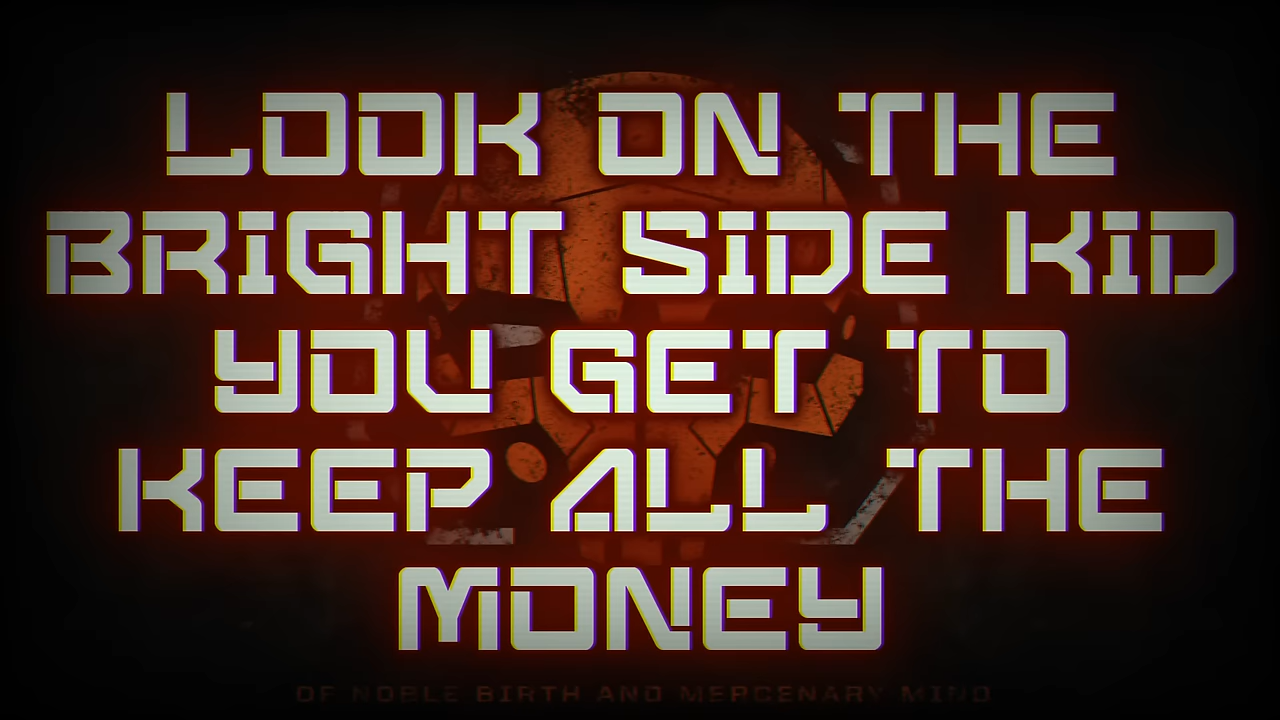 LOOK ON THE
BRIGHT SIDE KID
YOU GET TO
KEEP ALL THE
MONEY
OF NOBLE BIRTH AND MERCENARY MIND